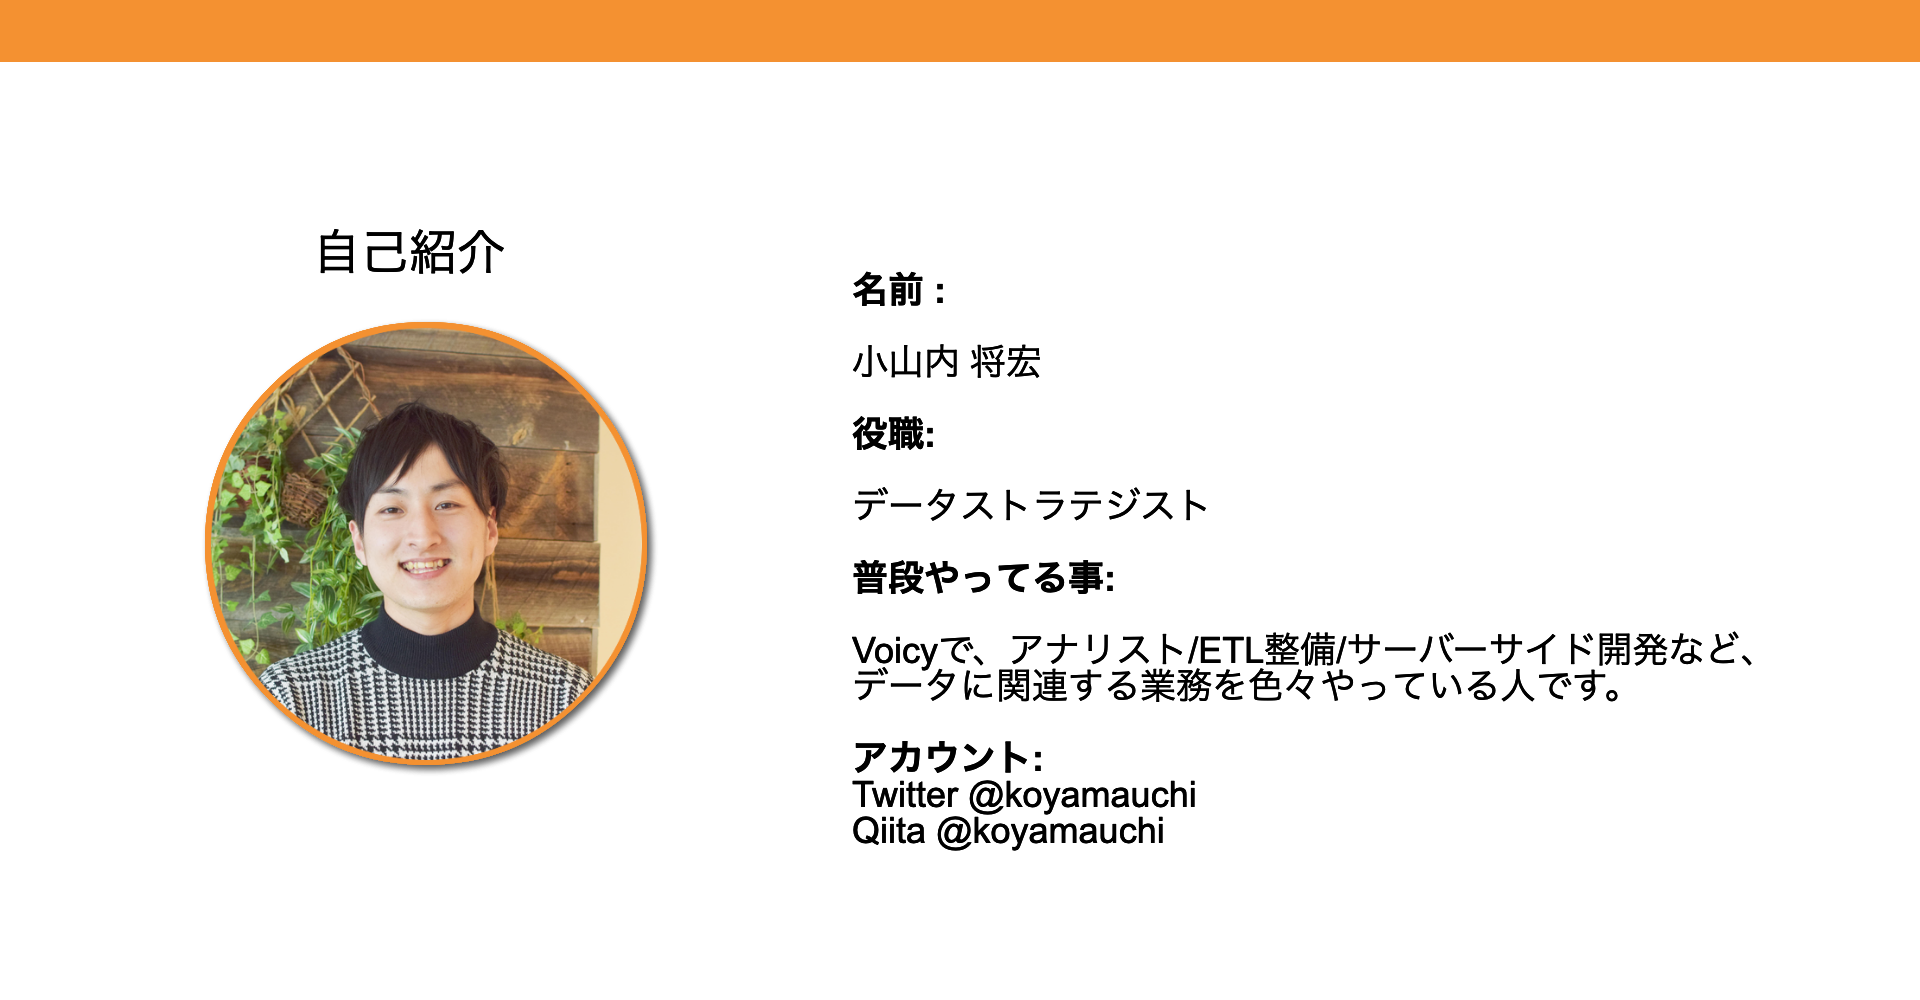 自己紹介
名前 :
小山内 将宏
役職:
データストラテジスト
普段やってる事:
Voicyで、アナリスト/ETL整備/サーバーサイド開発など、
データに関連する業務を色々やっている人です。
アカウント:
Twitter @koyamauchi
Qiita @koyamauchi